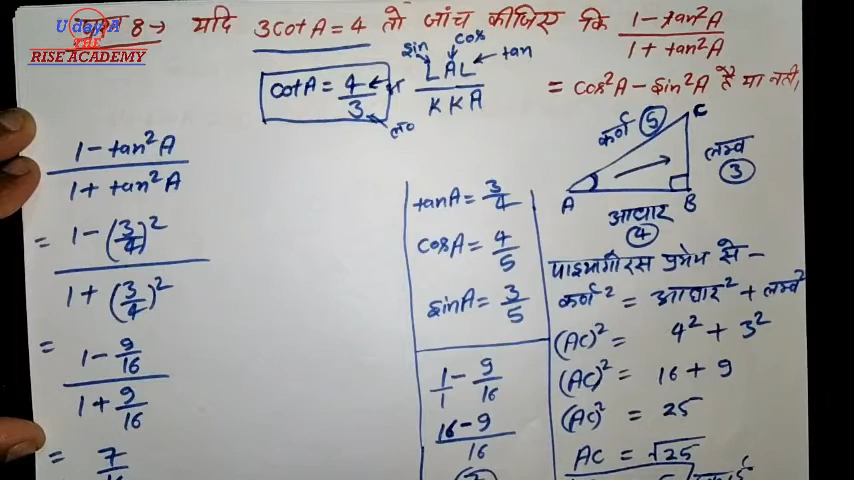 प्रश्न 8→ यदि 3cotA=4 तो जांच कीजिए कि (1-tan²A)/(1+tan²A)
= cos²A-sin²A है या नहीं,
Uday A
THE
RISE ACADEMY
sin cos tan
cotA = 4/3
आ
ल०
LAL
KKA
(1-tan²A)/(1+tan²A)
= (1-(3/4)²)/(1+(3/4)²)
= (1-9/16)/(1+9/16)
= 7/
tanA = 3/4
cosA = 4/5
sinA = 3/5
1/1 - 9/16
(16-9)/16
C
कर्ण 5
लम्ब
3
A
B
आधार
4
पाइथागोरस प्रमेय से -
कर्ण² = आधार² + लम्ब²
(AC)² = 4² + 3²
(AC)² = 16 + 9
(AC)² = 25
AC = √25